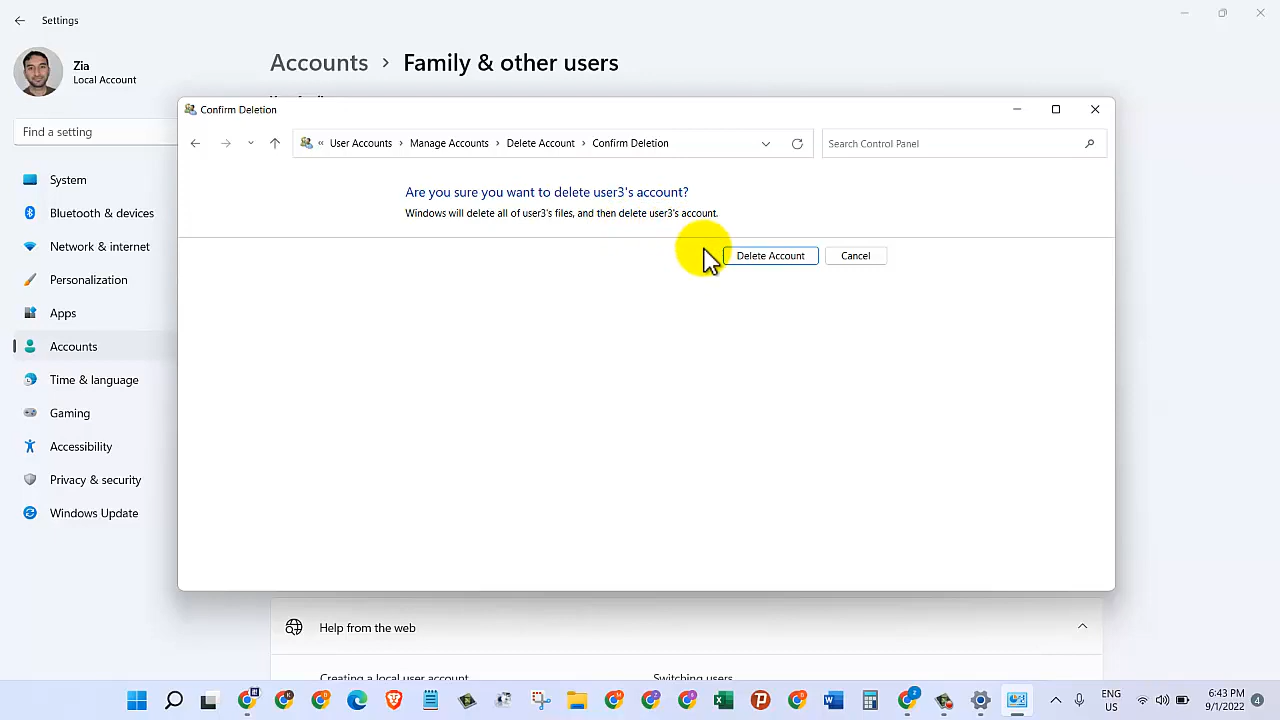 Settings
Zia
Local Account
Find a setting
System
Bluetooth & devices
Network & internet
Personalization
Apps
Accounts
Time & language
Gaming
Accessibility
Privacy & security
Windows Update
Accounts › Family & other users
Confirm Deletion
« User Accounts › Manage Accounts › Delete Account › Confirm Deletion
Search Control Panel
Are you sure you want to delete user3's account?
Windows will delete all of user3's files, and then delete user3's account.
Delete Account
Cancel
Help from the web
Creating a local user account
Switching users
ENG
US
6:43 PM
9/1/2022
4